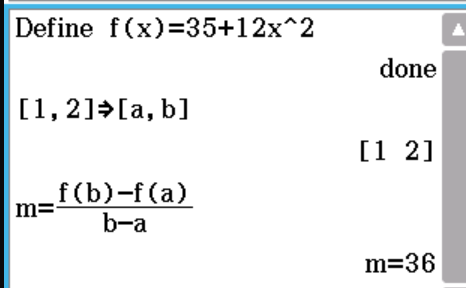 Define f(x)=35+12x^2
done
[1,2]⇒[a,b]
[1 2]
m=f(b)−f(a)/b−a
m=36